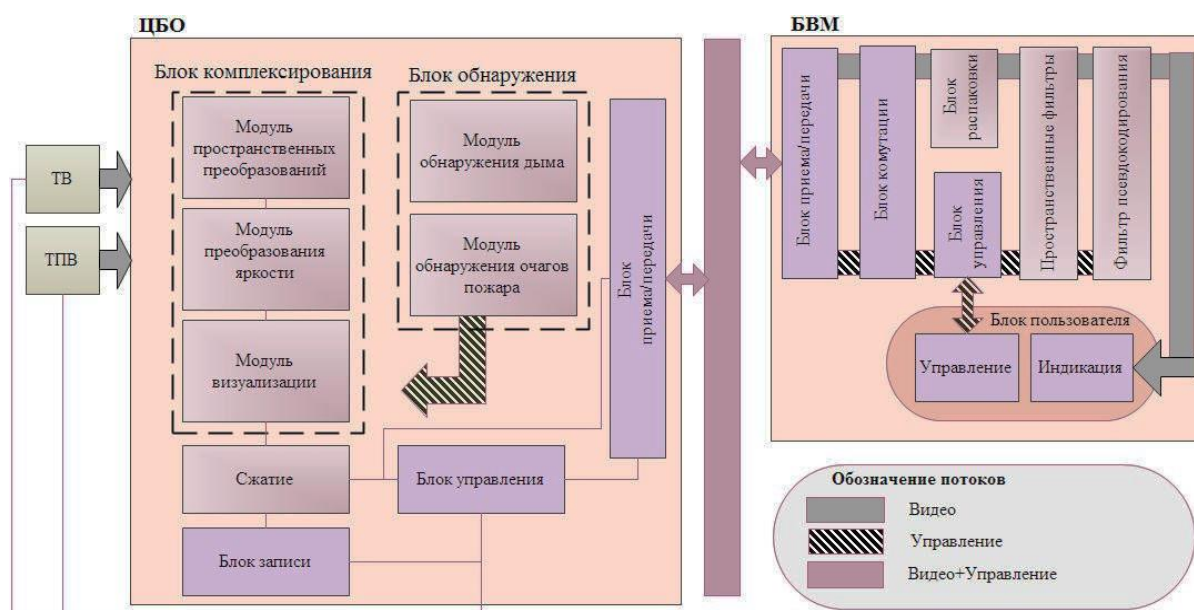 ЦБО
БВМ
Блок комплексирования
Блок обнаружения
Модуль
пространственных
преобразований
Модуль
преобразования
яркости
Модуль
визуализации
Модуль
обнаружения дыма
Модуль
обнаружения очагов
пожара
ТВ
ТПВ
Сжатие
Блок управления
Блок записи
Блок
приема/передачи
Блок приема/передачи
Блок комутации
Блок
распаковки
Блок
управления
Пространственные фильтры
Фильтр псевдокодирования
Блок пользователя
Управление
Индикация
Обозначение потоков
Видео
Управление
Видео+Управление